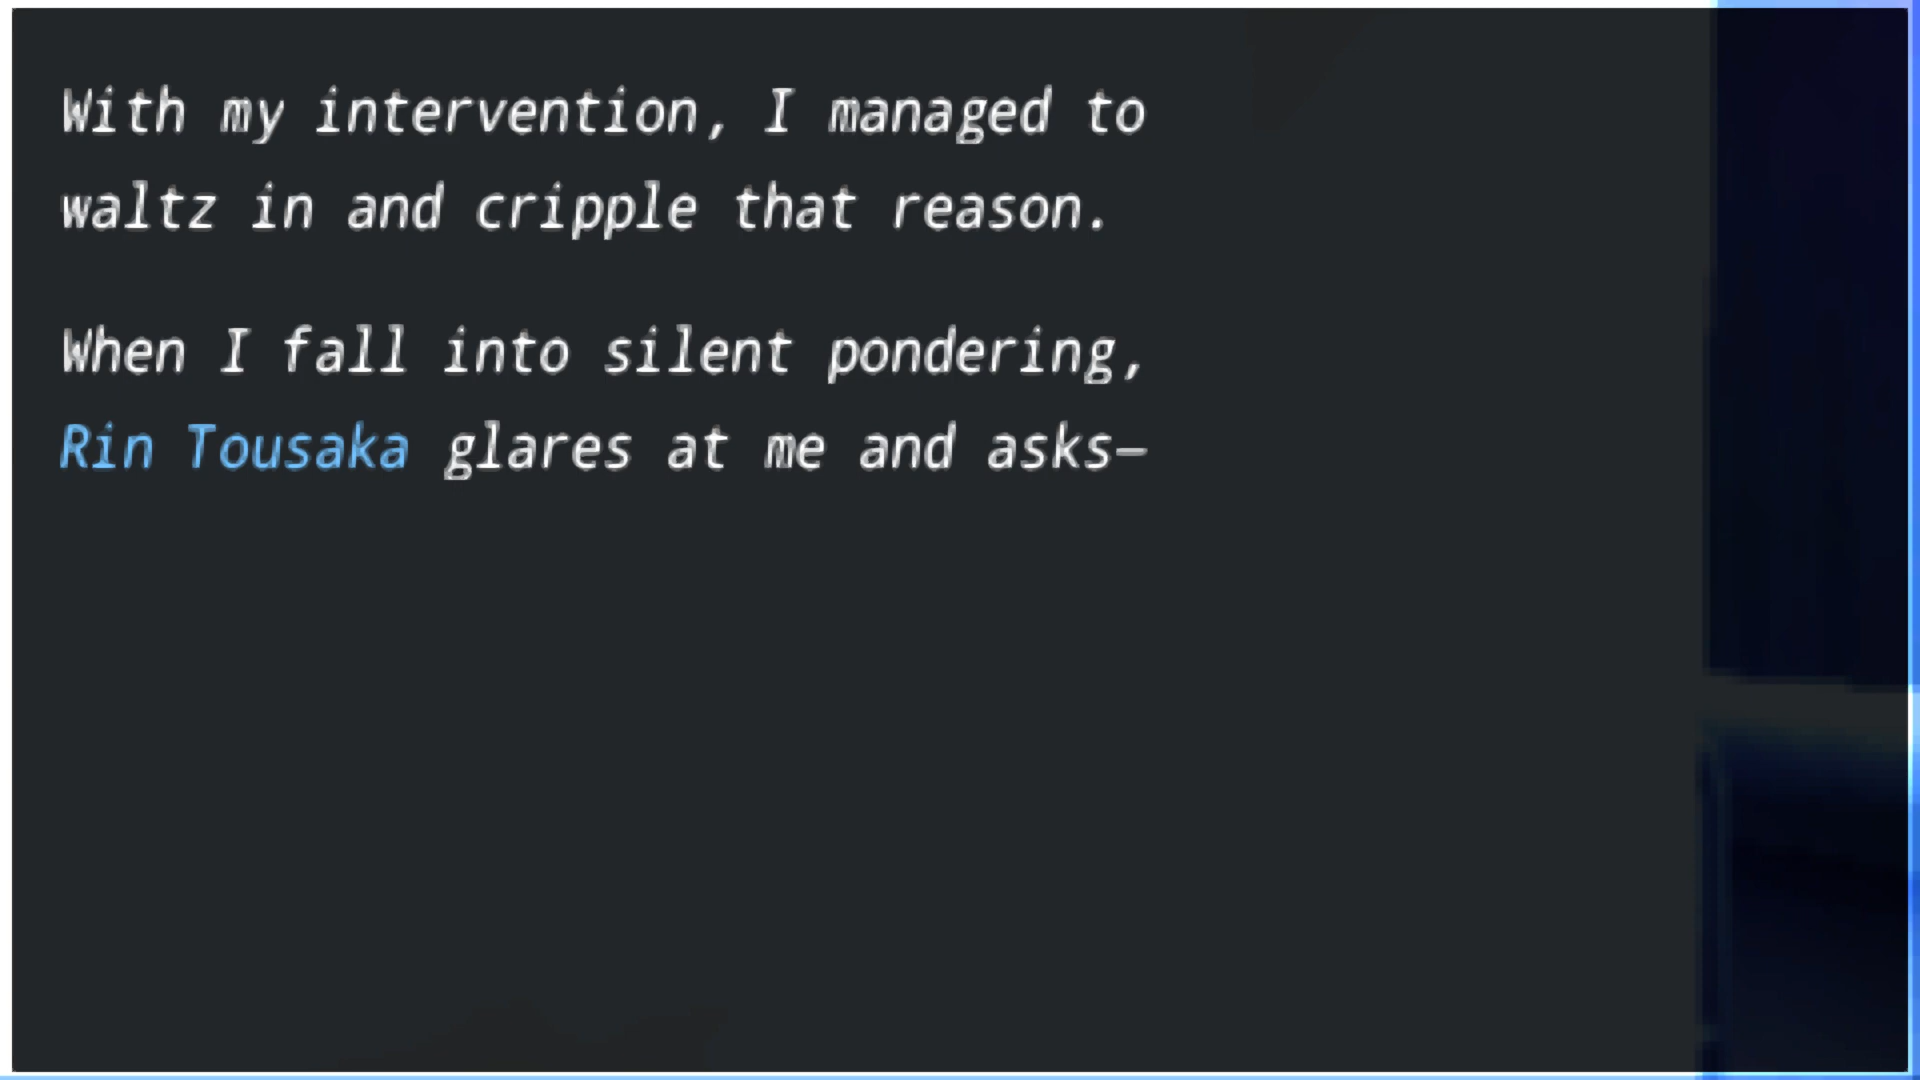 With my intervention, I managed to
waltz in and cripple that reason.
When I fall into silent pondering,
Rin Tousaka glares at me and asks—